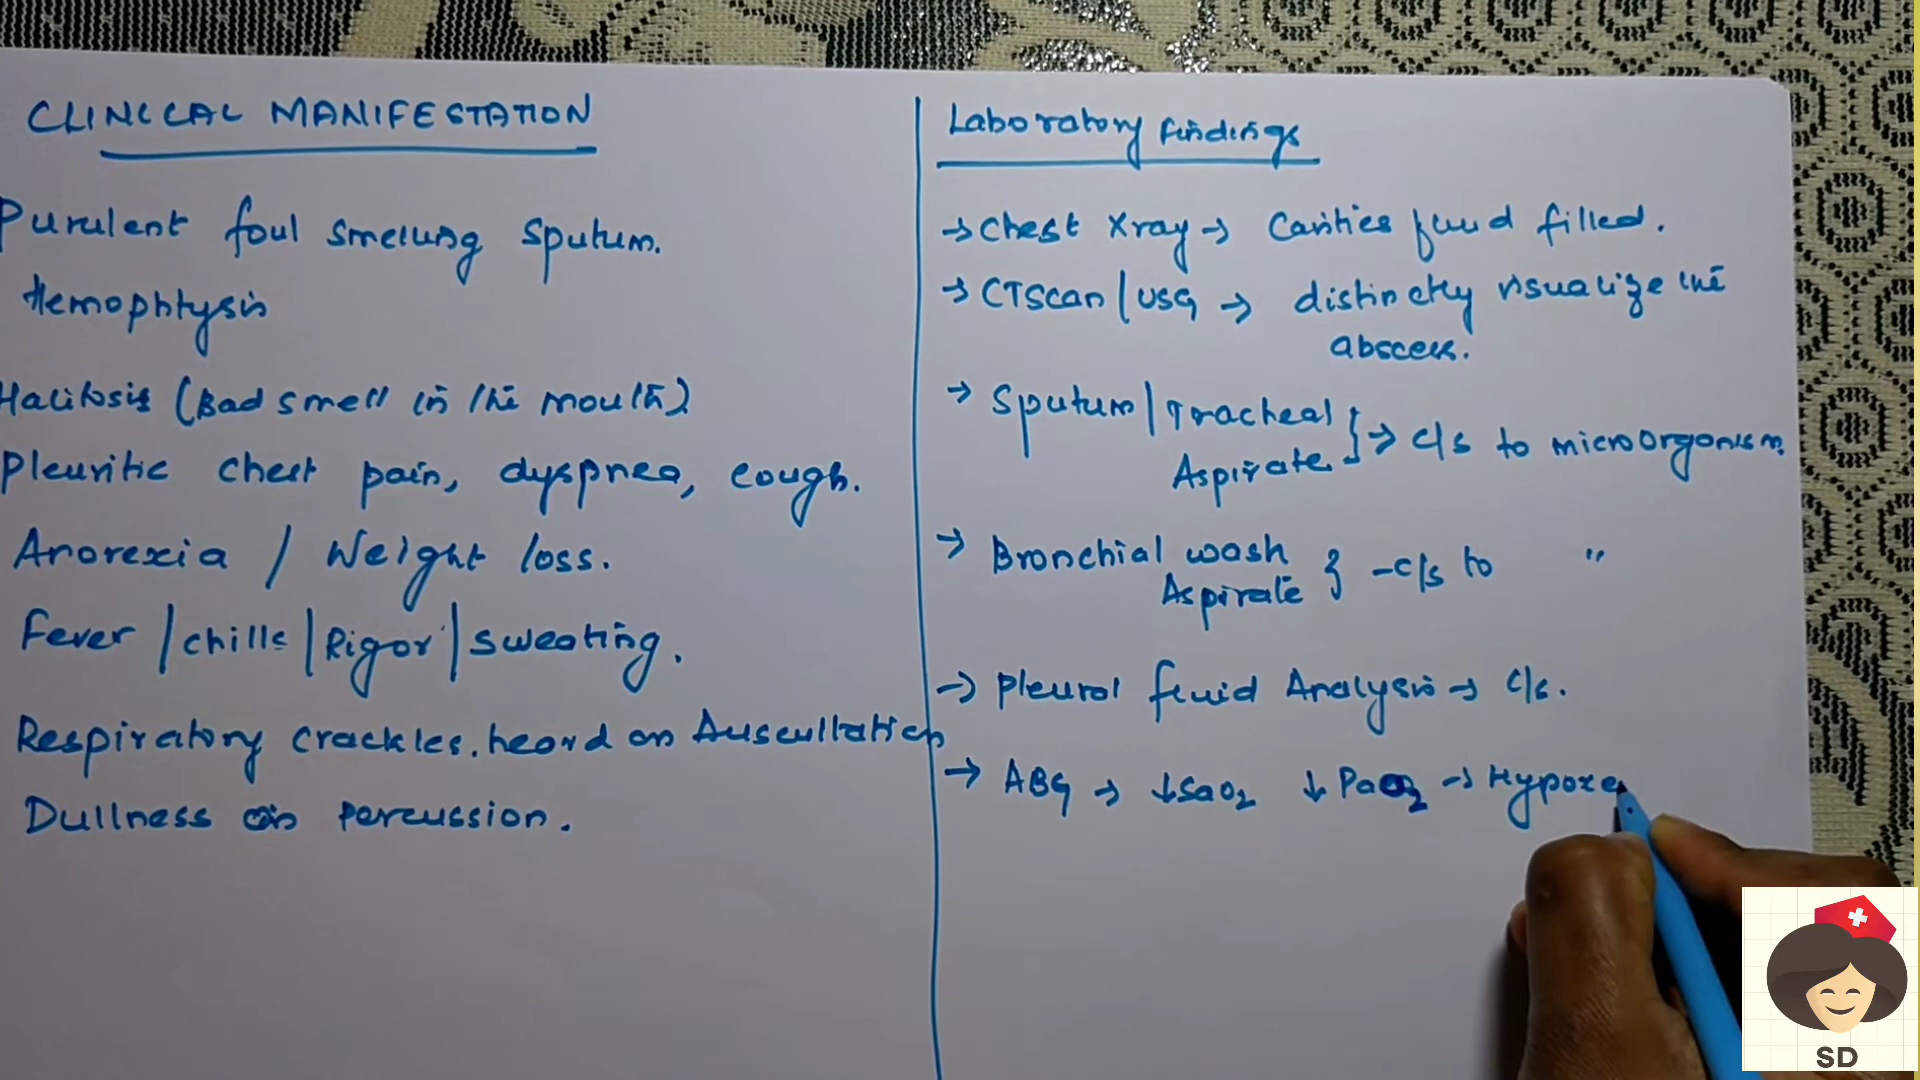 CLINICAL MANIFESTATION
Purulent foul smelling sputum.
Hemophtysis
Halitosis (Bad smell in the mouth)
Pleuritic chest pain, dyspnea, cough.
Anorexia / Weight loss.
Fever / chills / Rigor / sweating.
Respiratory crackles. heard on Auscultation
Dullness on percussion.
Laboratory findings
→ Chest Xray → Cavities fluid filled.
→ CTScan / USG → distinctly visualize the
abscess.
→ Sputum / Tracheal
Aspirate } → c/s to microorganism.
→ Bronchial wash
Aspirate } - c/s to "
→ Pleural fluid Analysis → c/s.
→ ABG → ↓SaO2 ↓PaO2 → Hypoxe
SD